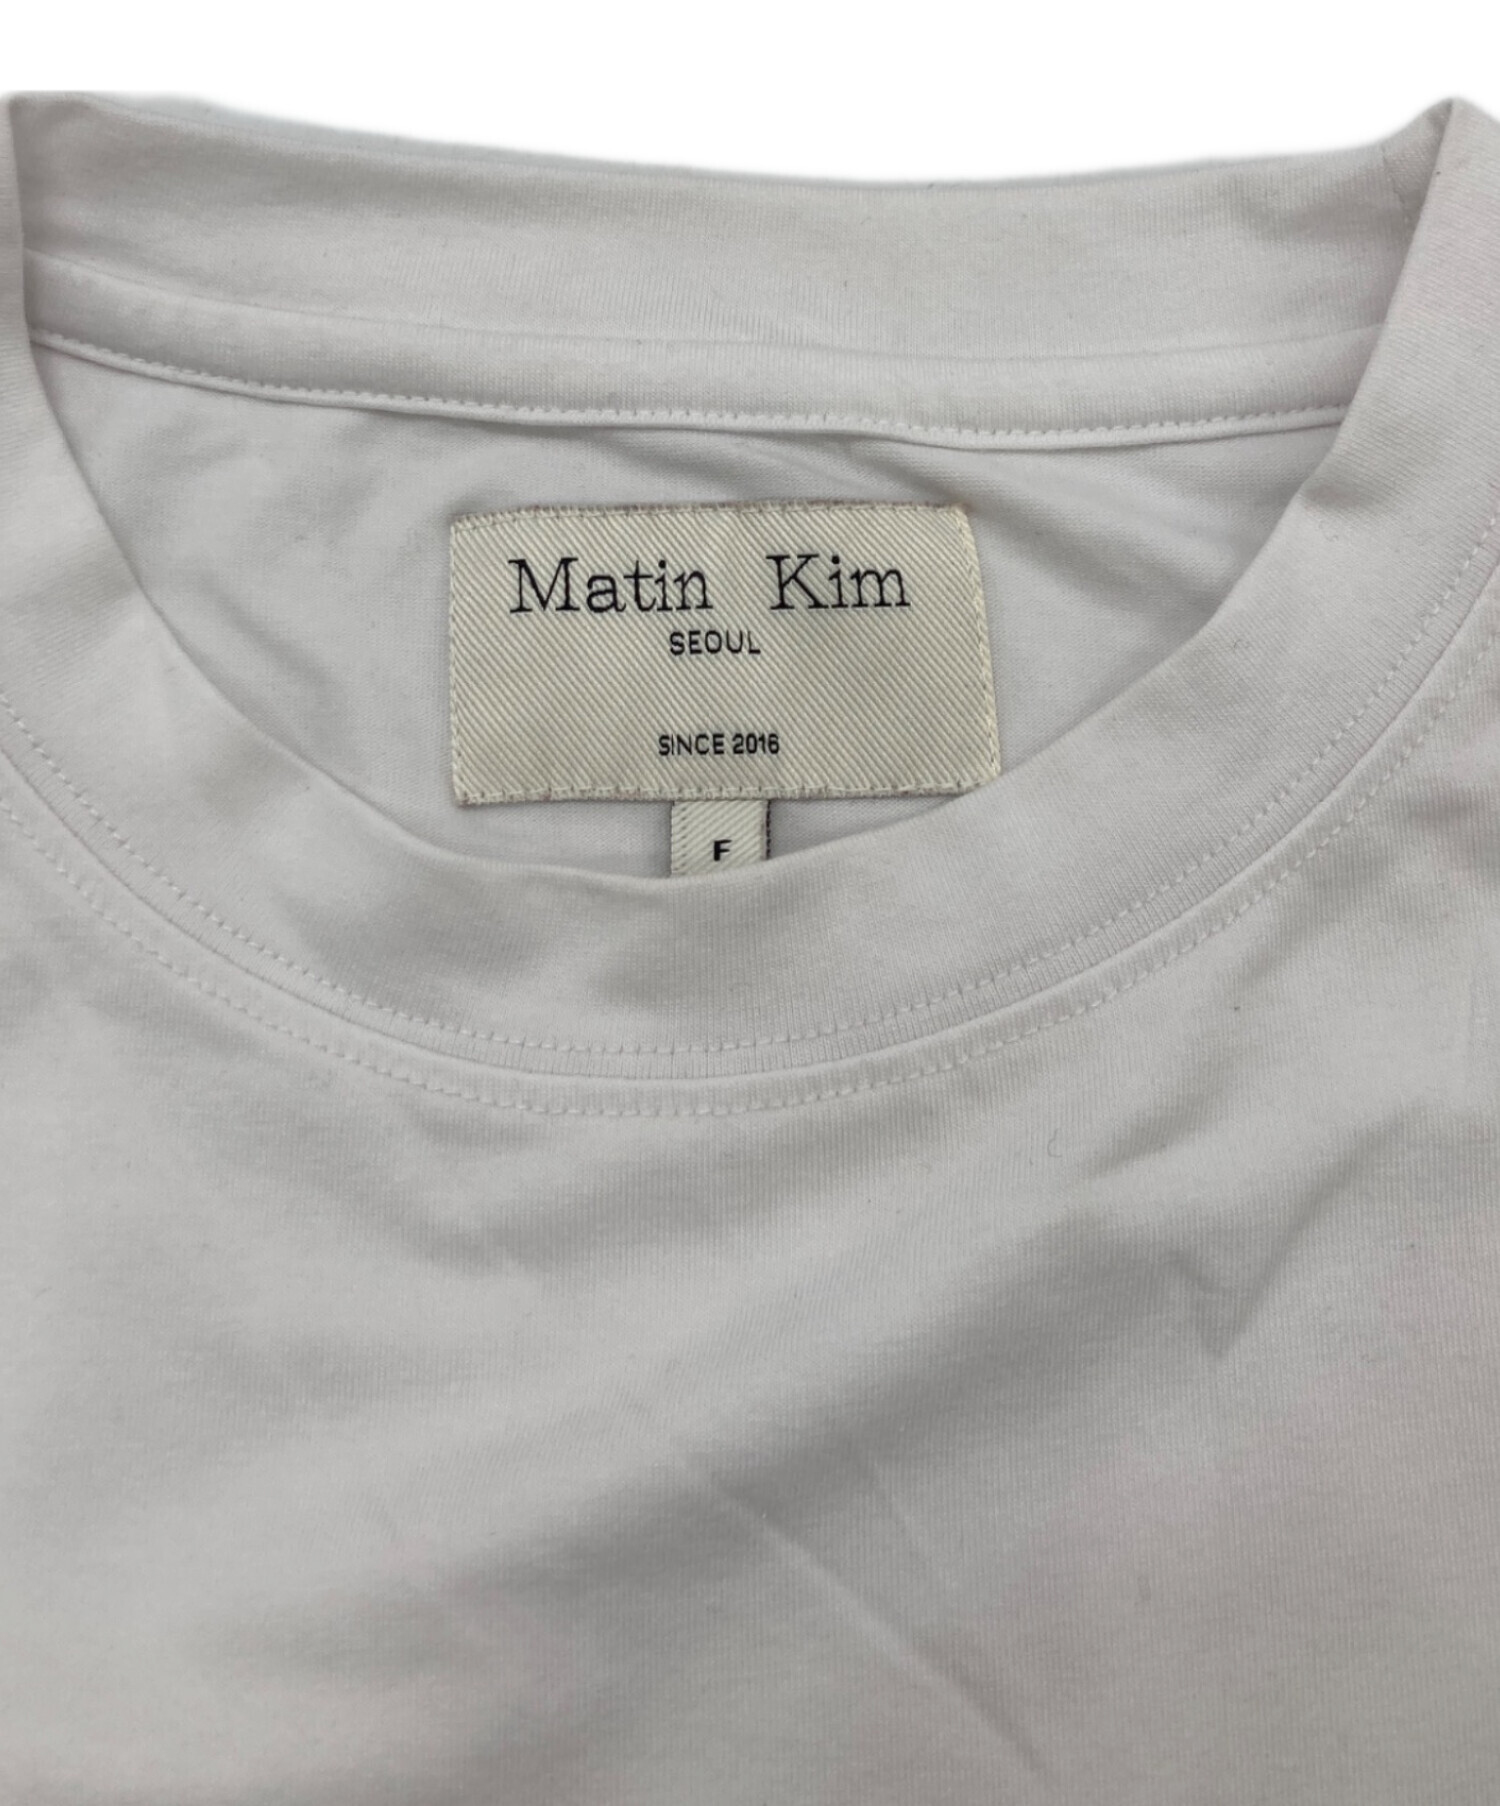 Matin Kim
SEOUL
SINCE 2016
F